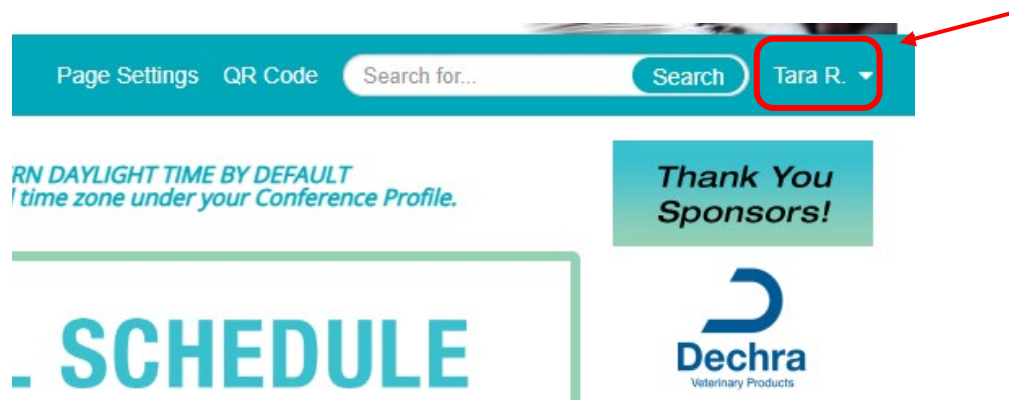 Page Settings QR Code Search for... Search Tara R.
RN DAYLIGHT TIME BY DEFAULT
time zone under your Conference Profile.
Thank You
Sponsors!
SCHEDULE
Dechra
Veterinary Products